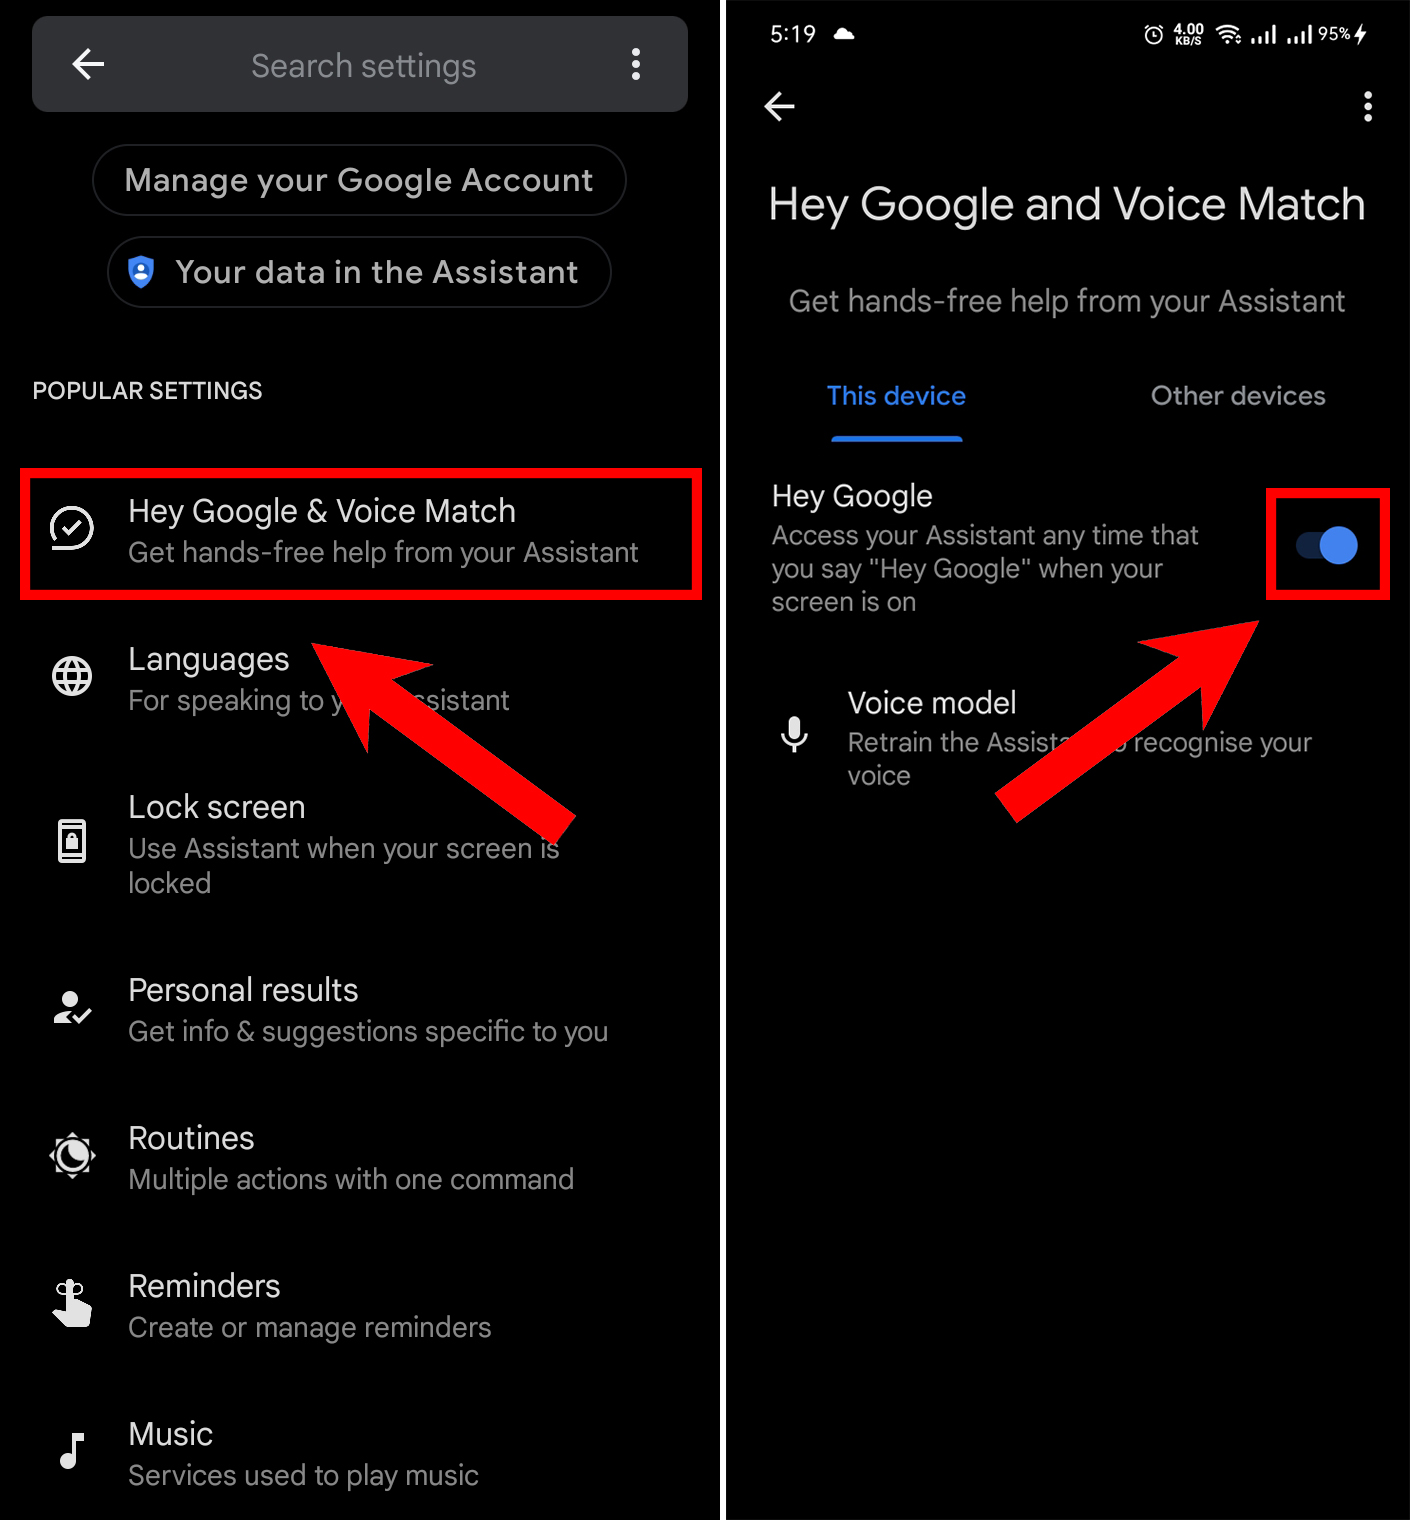 Search settings
Manage your Google Account
Your data in the Assistant
POPULAR SETTINGS
Hey Google & Voice Match
Get hands-free help from your Assistant
Languages
For speaking to
Lock screen
Use Assistant when your screen is
locked
Personal results
Get info & suggestions specific to you
Routines
Multiple actions with one command
Reminders
Create or manage reminders
Music
Services used to play music
5:19
4.00
KB/S
95%
Hey Google and Voice Match
Get hands-free help from your Assistant
This device
Other devices
Hey Google
Access your Assistant any time that
you say "Hey Google" when your
screen is on
Voice model
Retrain the recognise your
voice